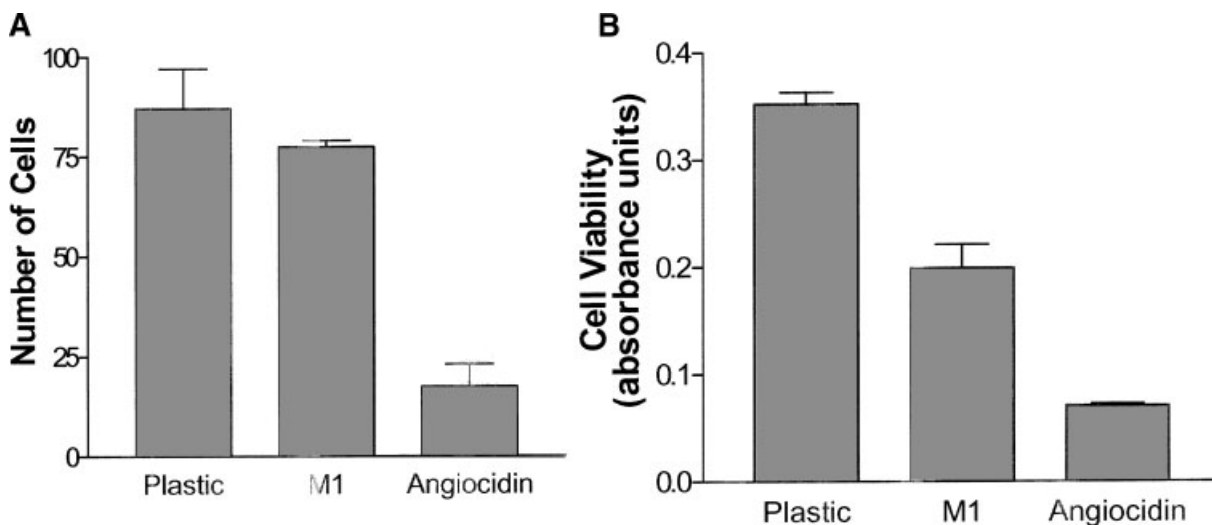 A
Number of Cells
100
75
50
25
0
Plastic M1 Angiocidin
B
Cell Viability
(absorbance units)
0.4
0.3
0.2
0.1
0.0
Plastic M1 Angiocidin